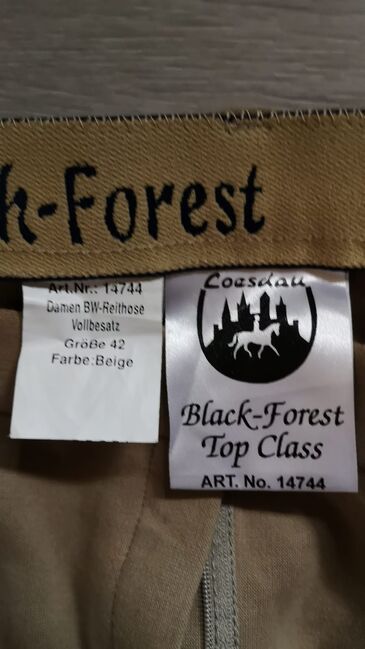 k-Forest
Art.Nr.: 14744
Damen BW-Reithose
Vollbesatz
Größe 42
Farbe:Beige
Loesdau
Black-Forest
Top Class
ART. No. 14744